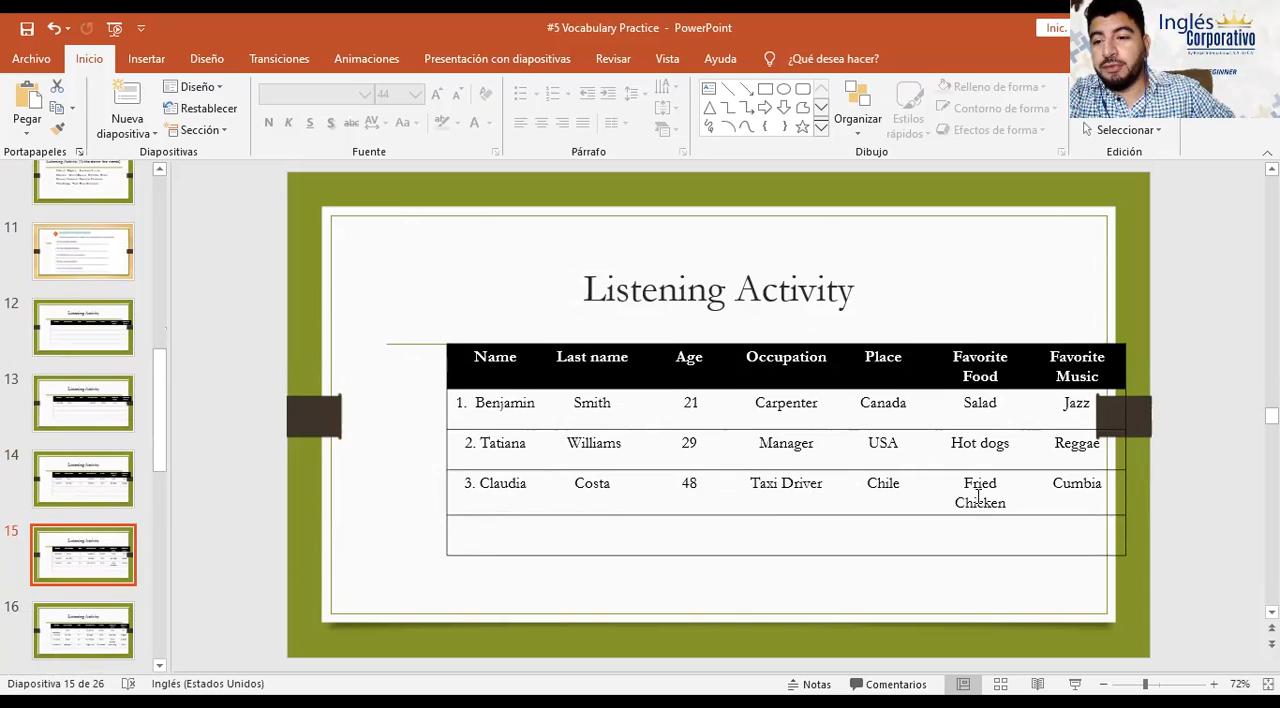 #5 Vocabulary Practice - PowerPoint
Inic.
Inglés
Corporativo
Archivo Inicio Insertar Diseño Transiciones Animaciones Presentación con diapositivas Revisar Vista Ayuda ¿Qué desea hacer?
Pegar
Nueva
diapositiva
Diseño
Restablecer
Sección
44
N K S S abc AV Aa A
Organizar
Estilos
rápidos
Relleno de forma
Contorno de forma
Efectos de forma
Seleccionar
Portapapeles Diapositivas Fuente Párrafo Dibujo Edición
11
12
13
14
15
16
Listening Activity
Name Last name Age Occupation Place Favorite Food Favorite Music
1. Benjamin Smith 21 Carpenter Canada Salad Jazz
2. Tatiana Williams 29 Manager USA Hot dogs Reggae
3. Claudia Costa 48 Taxi Driver Chile Fried Chicken Cumbia
Diapositiva 15 de 26 Inglés (Estados Unidos) Notas Comentarios 72%